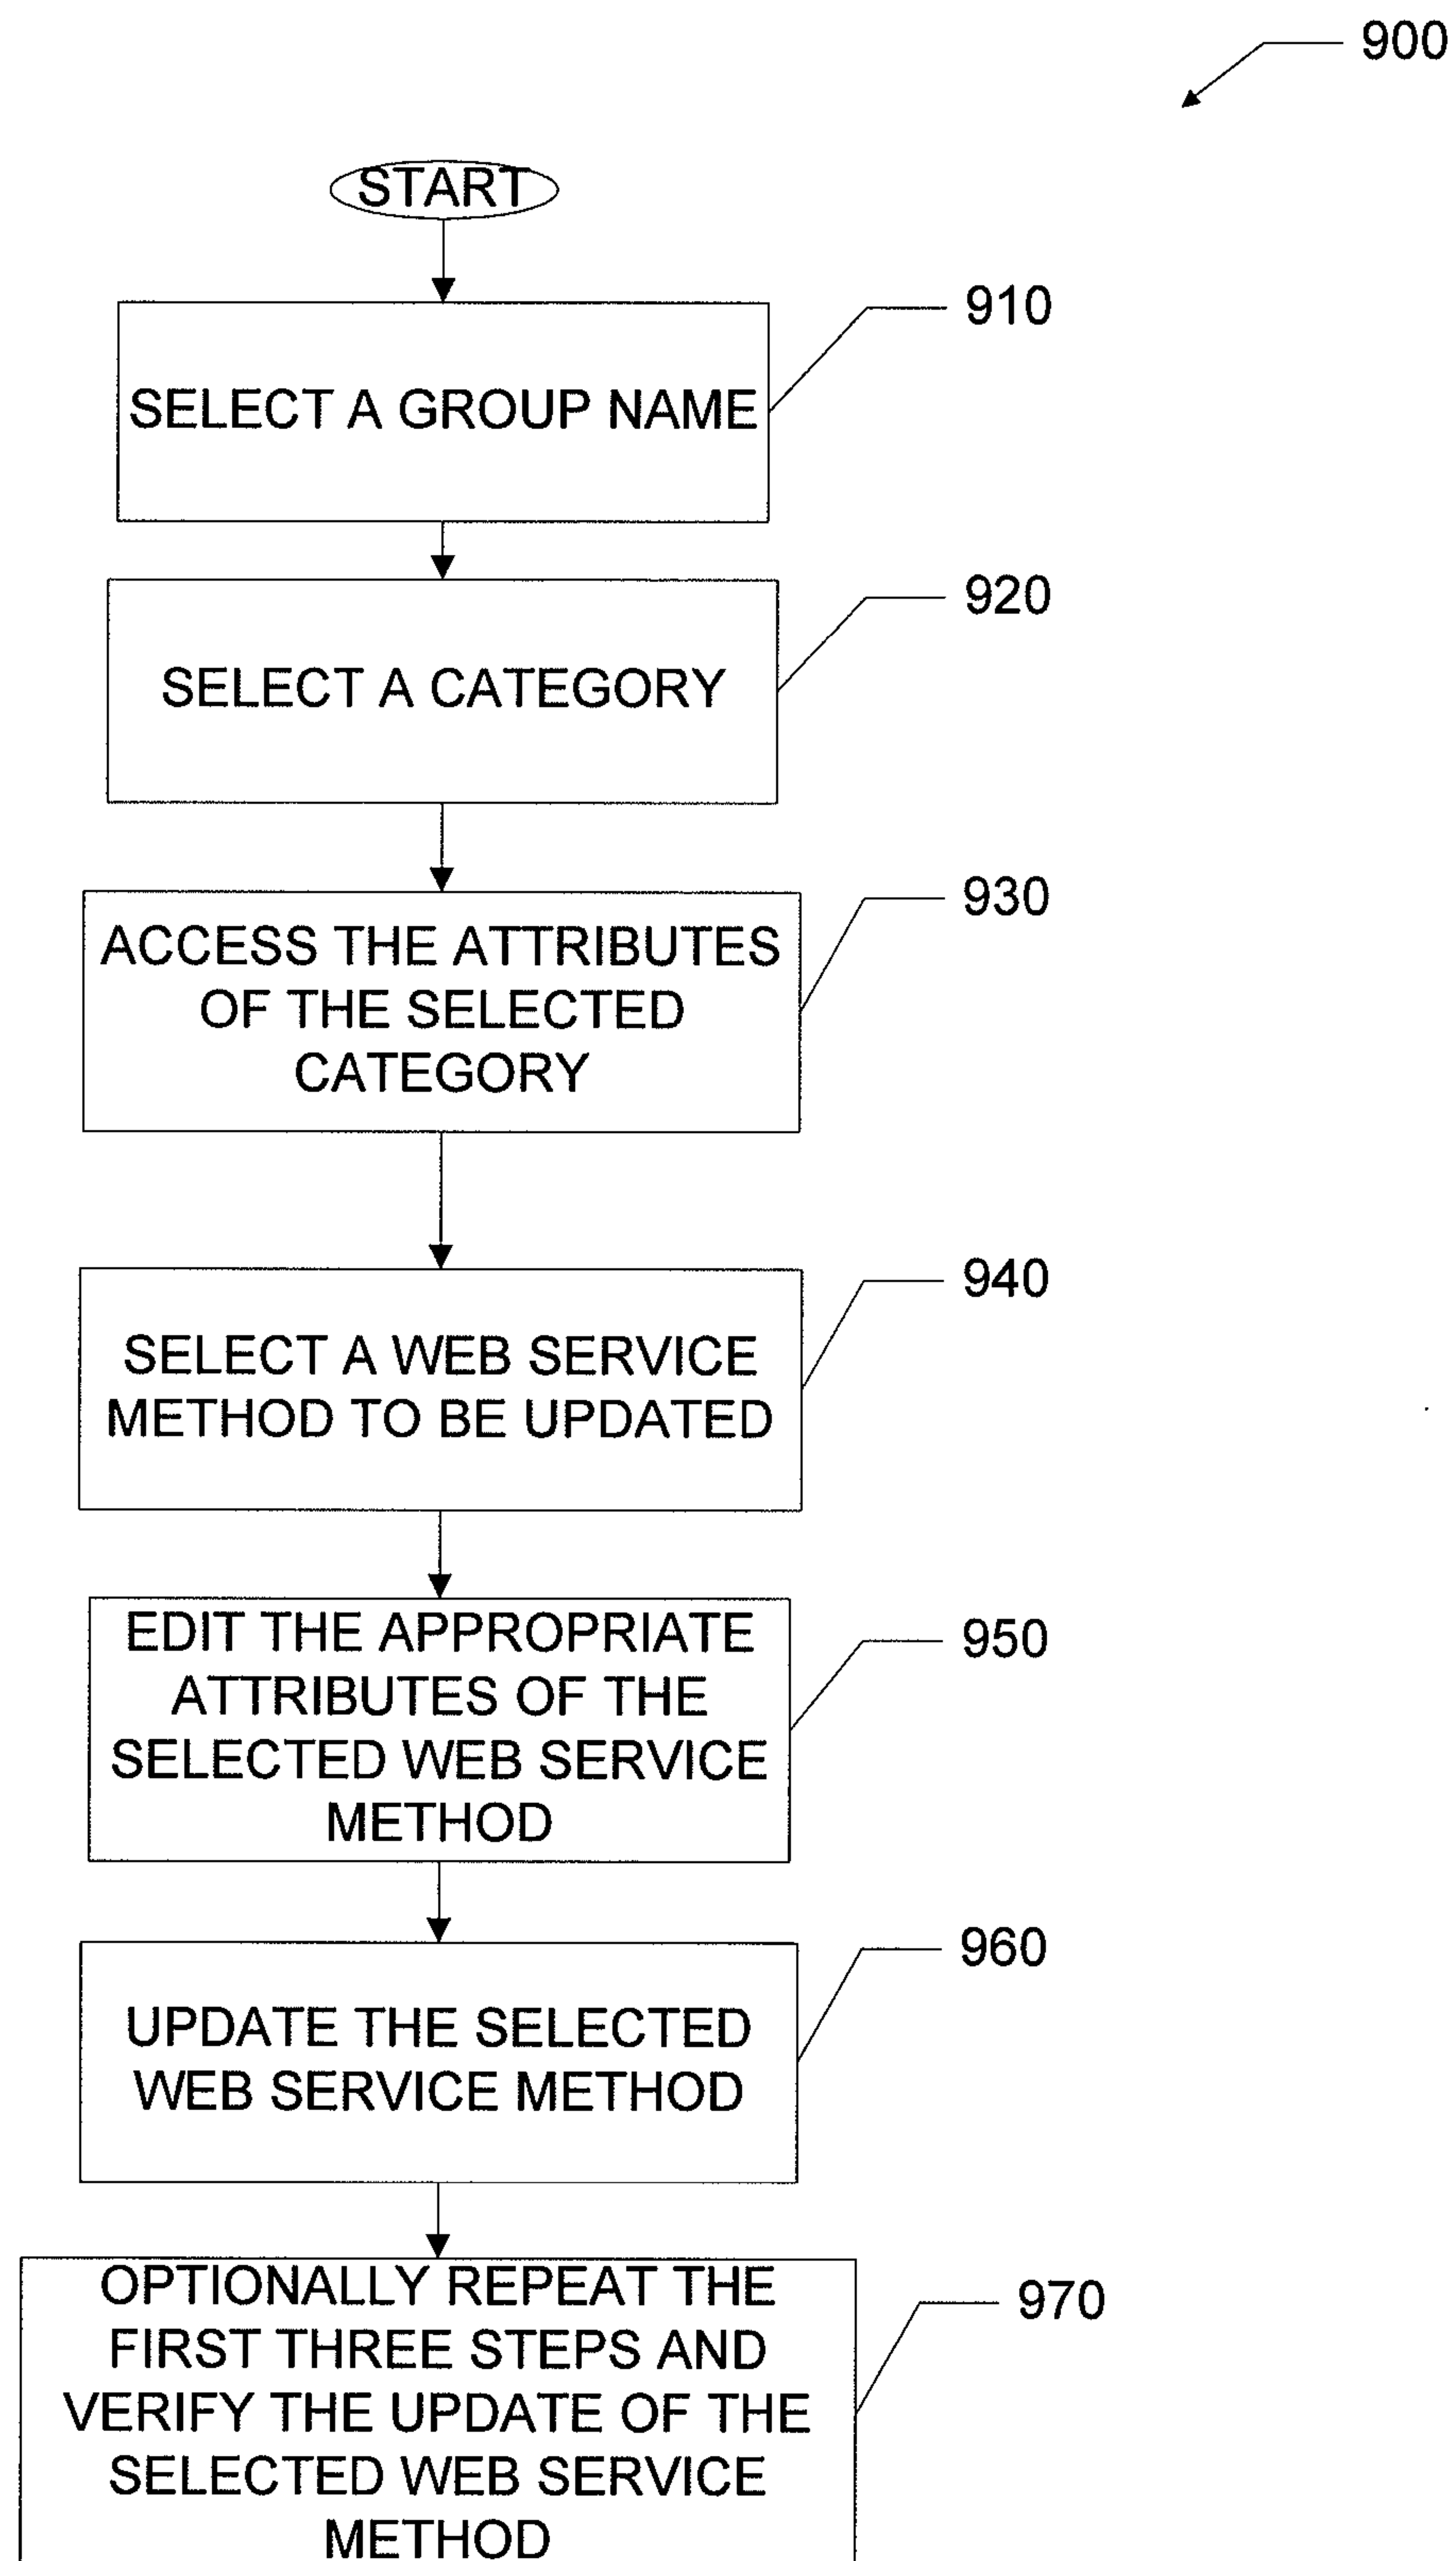 900
START
910
SELECT A GROUP NAME
920
SELECT A CATEGORY
930
ACCESS THE ATTRIBUTES
OF THE SELECTED
CATEGORY
940
SELECT A WEB SERVICE
METHOD TO BE UPDATED
950
EDIT THE APPROPRIATE
ATTRIBUTES OF THE
SELECTED WEB SERVICE
METHOD
960
UPDATE THE SELECTED
WEB SERVICE METHOD
970
OPTIONALLY REPEAT THE
FIRST THREE STEPS AND
VERIFY THE UPDATE OF THE
SELECTED WEB SERVICE
METHOD